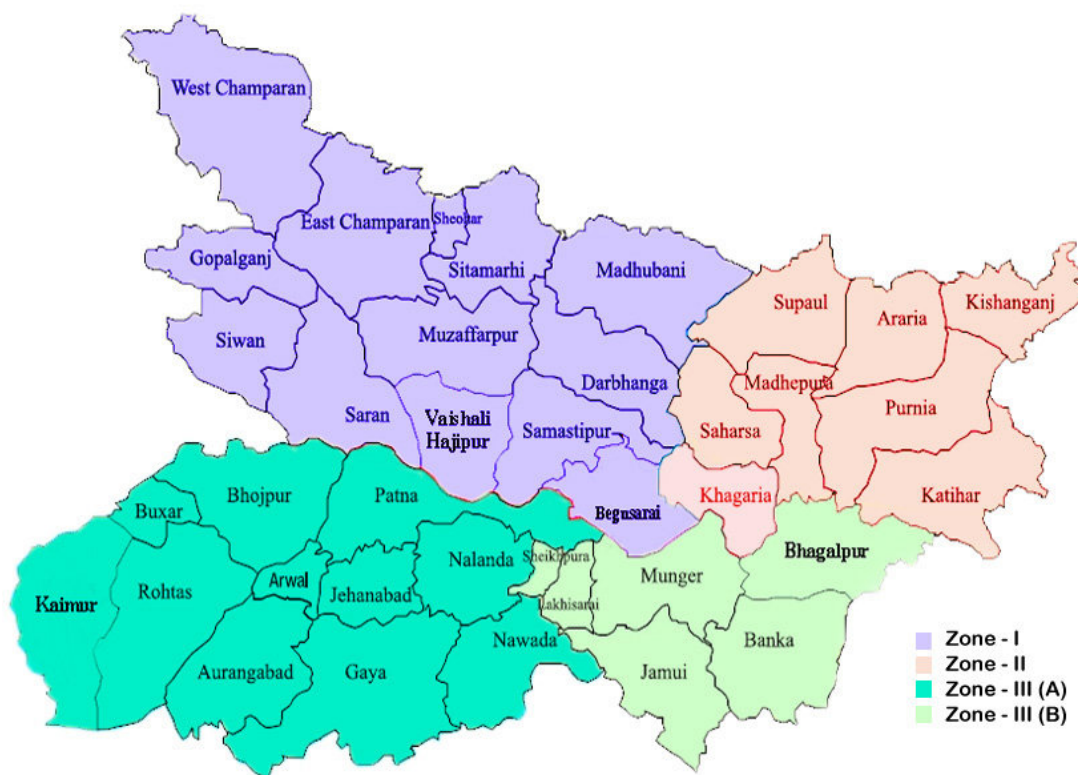 West Champaran
East Champaran
Sheohar
Gopalganj
Sitamarhi
Madhubani
Supaul
Araria
Kishanganj
Siwan
Muzaffarpur
Darbhanga
Madhepura
Purnia
Saran
Vaishali
Hajipur
Samastipur
Saharsa
Khagaria
Katihar
Begusarai
Bhojpur
Patna
Buxar
Bhagalpur
Nalanda
Sheikhpura
Munger
Arwal
Jehanabad
Kaimur
Rohtas
Lakhisarai
Nawada
Banka
Aurangabad
Gaya
Jamui
Zone - I
Zone - II
Zone - III (A)
Zone - III (B)